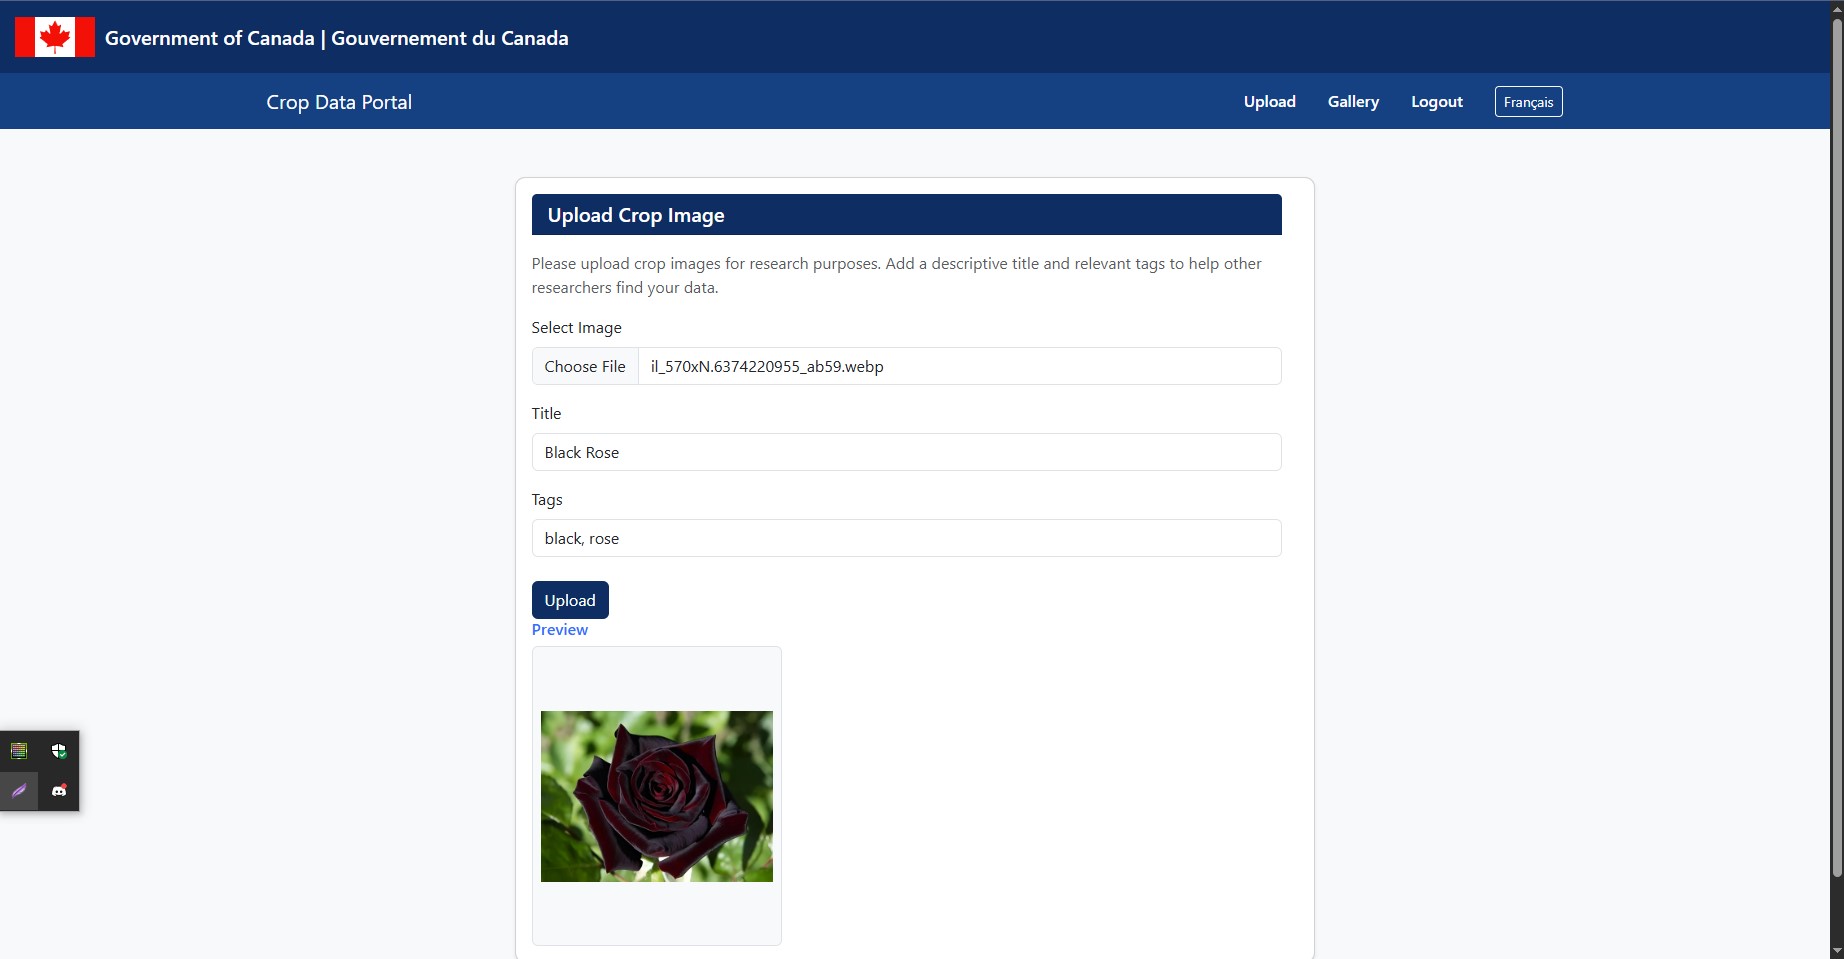 Government of Canada | Gouvernement du Canada
Crop Data Portal
Upload
Gallery
Logout
Français
Upload Crop Image
Please upload crop images for research purposes. Add a descriptive title and relevant tags to help other
researchers find your data.
Select Image
Choose File
il_570xN.6374220955_ab59.webp
Title
Black Rose
Tags
black, rose
Upload
Preview